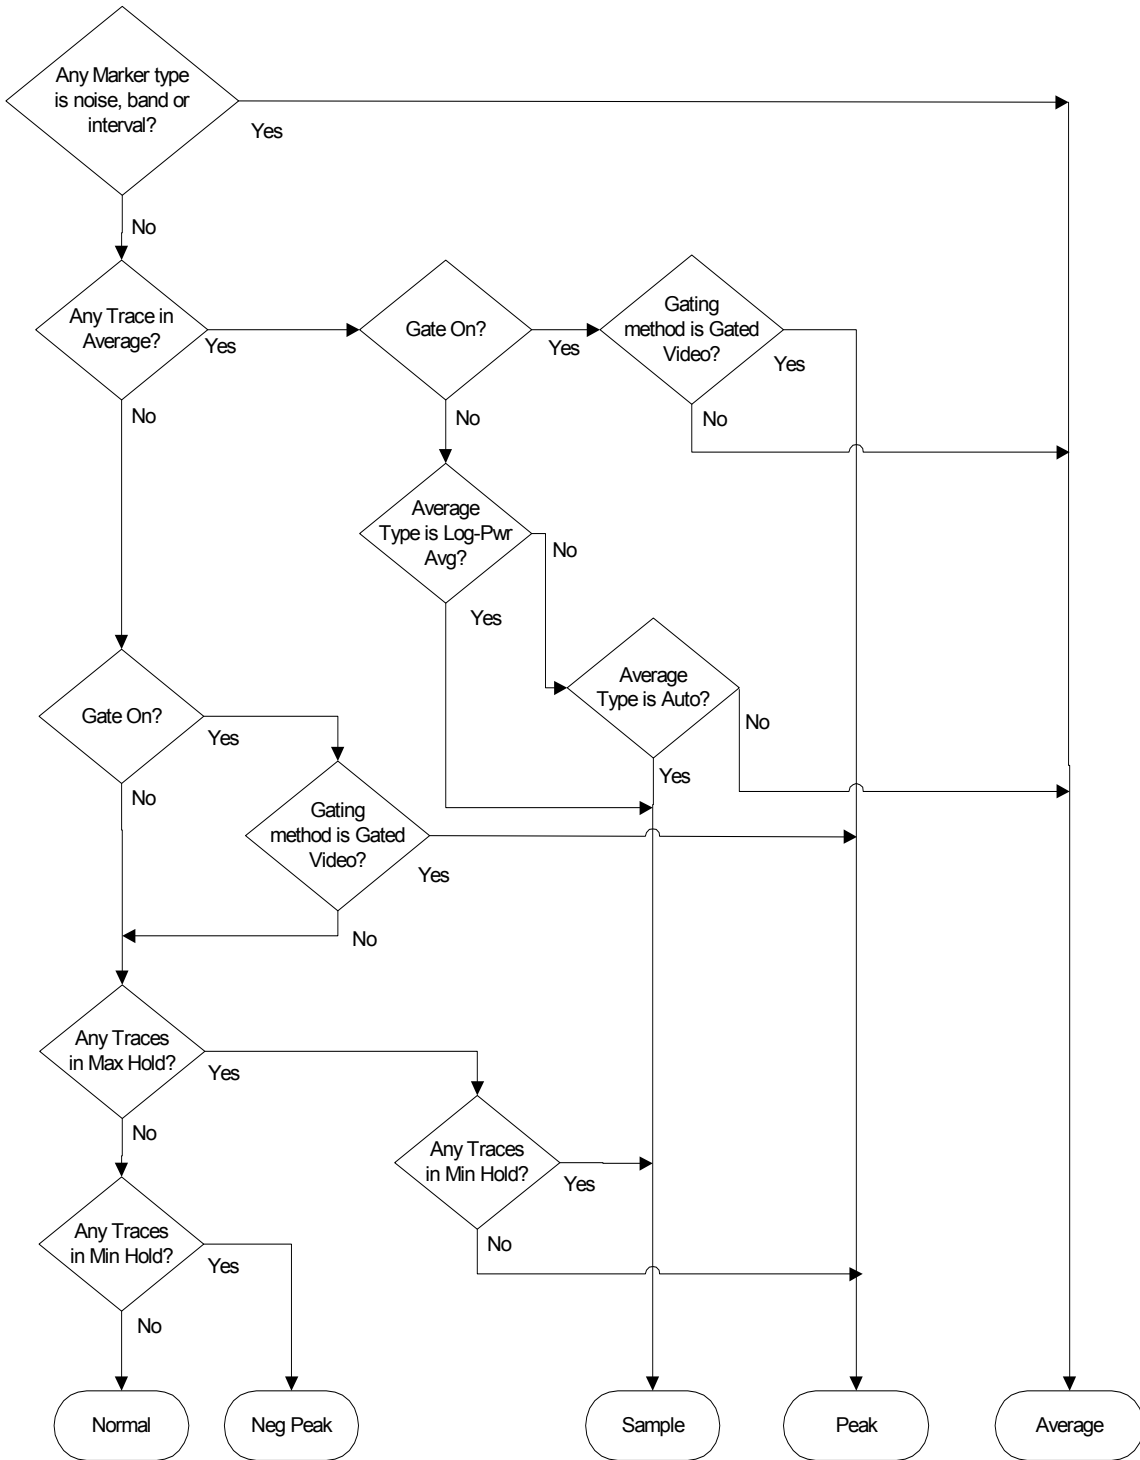 Any Marker type
is noise, band or
interval?
Yes
No
Any Trace in
Average?
Yes
No
Gate On?
Yes
No
Gating
method is Gated
Video?
Yes
No
Average
Type is Log-Pwr
Avg?
No
Yes
Average
Type is Auto?
No
Yes
Gate On?
Yes
No
Gating
method is Gated
Video?
Yes
No
Any Traces
in Max Hold?
Yes
No
Any Traces
in Min Hold?
Yes
No
Any Traces
in Min Hold?
Yes
No
Normal
Neg Peak
Sample
Peak
Average